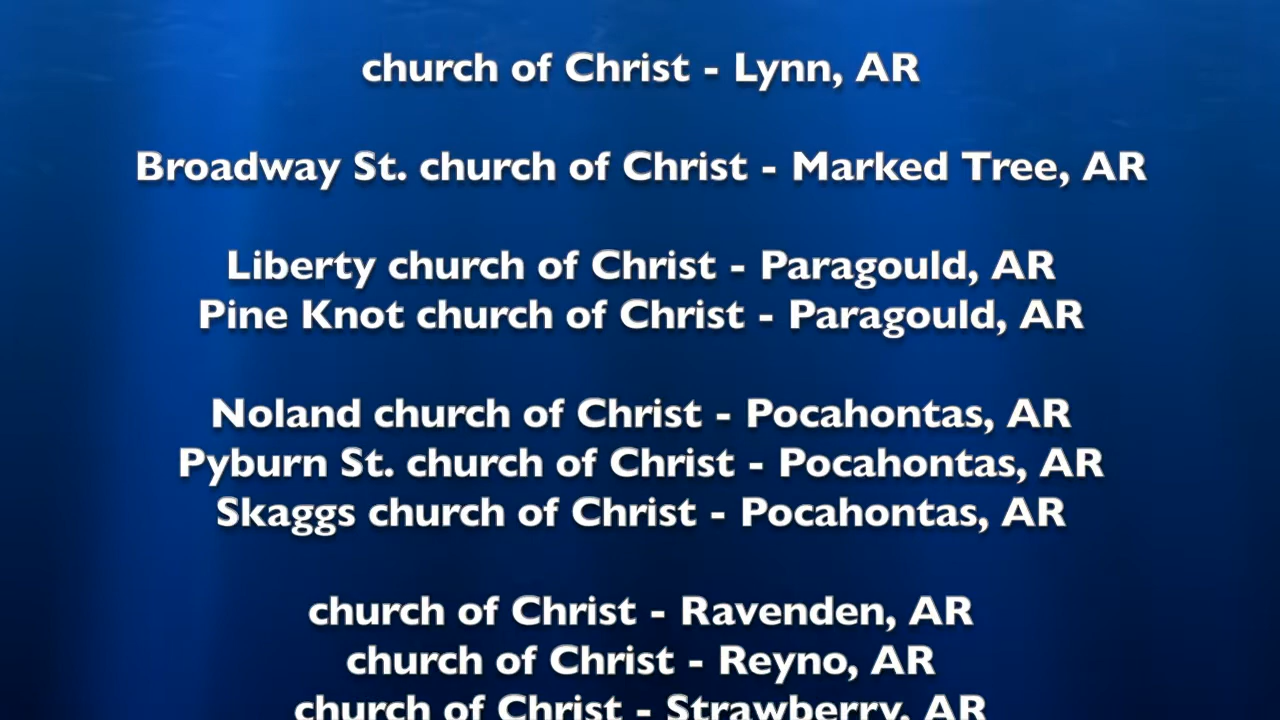 church of Christ - Lynn, AR
Broadway St. church of Christ - Marked Tree, AR
Liberty church of Christ - Paragould, AR
Pine Knot church of Christ - Paragould, AR
Noland church of Christ - Pocahontas, AR
Pyburn St. church of Christ - Pocahontas, AR
Skaggs church of Christ - Pocahontas, AR
church of Christ - Ravenden, AR
church of Christ - Reyno, AR
church of Christ - Strawberry, AR